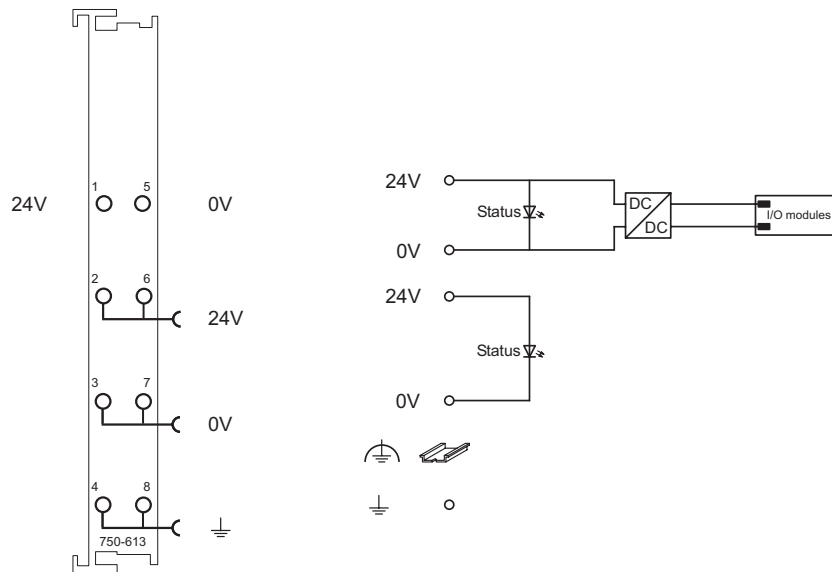 1 5
24V 0V
2 6
24V
3 7
0V
4 8
750-613
24V
Status
DC
DC
I/O modules
0V
24V
Status
0V